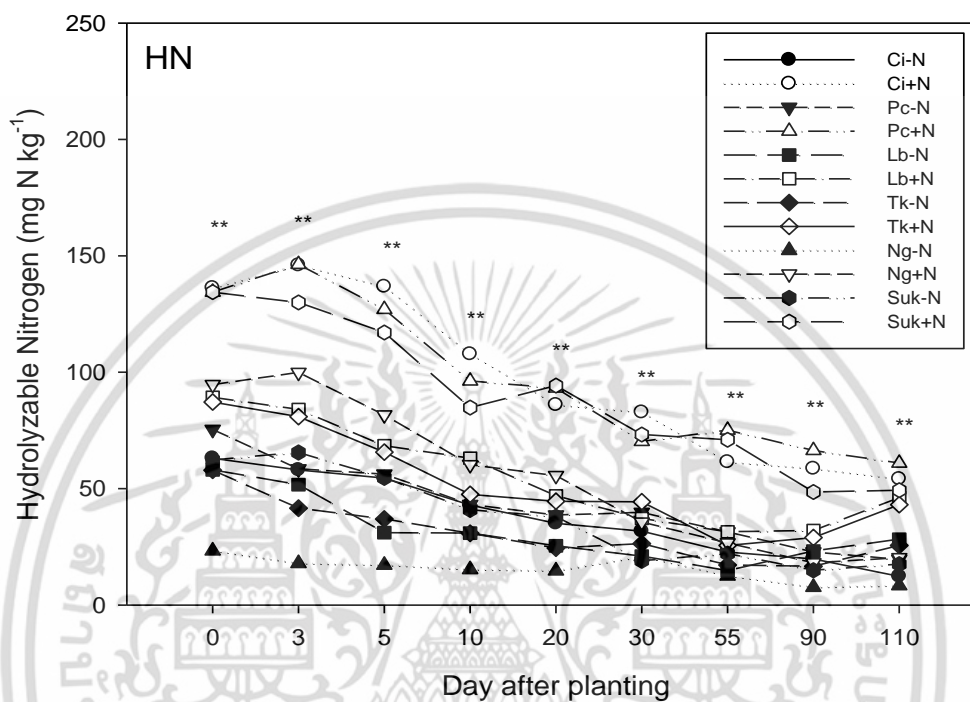 250
200
150
100
50
0
Hydrolyzable Nitrogen (mg N kg⁻¹)
HN
Ci-N
Ci+N
Pc-N
Pc+N
Lb-N
Lb+N
Tk-N
Tk+N
Ng-N
Ng+N
Suk-N
Suk+N
** ** ** ** ** ** ** ** **
0 3 5 10 20 30 55 90 110
Day after planting